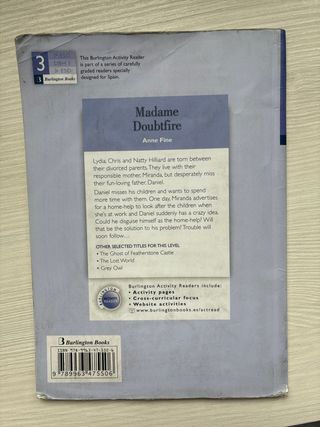 3
Burlington Books
This Burlington Activity Reader
is part of a series of carefully
graded readers specially
designed for Spain.
Madame
Doubtfire
Anne Fine
Lydia, Chris and Natty Hilliard are torn between
their divorced parents. They live with their
responsible mother, Miranda, but desperately miss
their fun-loving father, Daniel.
Daniel misses his children and wants to spend
more time with them. One day, Miranda advertises
for a home-help to look after the children when
she's at work and Daniel suddenly has a crazy idea.
Could he disguise himself as the home-help? Will
that be the solution to his problem? Trouble will
soon follow...
OTHER SELECTED TITLES FOR THIS LEVEL
• The Ghost of Featherstone Castle
• The Lost World
• Grey Owl
BURLINGTON
READERS
Burlington Activity Readers include:
• Activity pages
• Cross-curricular focus
• Website activities
www.burlingtonbooks.es/actread
Burlington Books
9 789963 475506